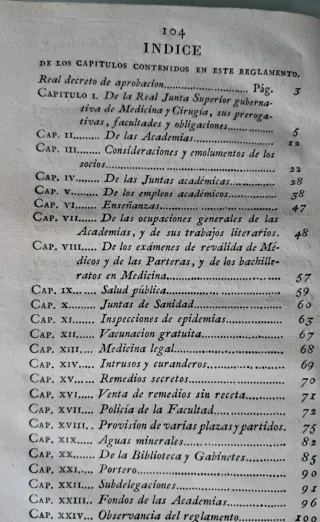 104
INDICE
DE LOS CAPITULOS CONTENIDOS EN ESTE REGLAMENTO.
Real decreto de aprobacion........................ Pág. 3
CAPITULO I. De la Real Junta Superior guberna-
tiva de Medicina y Cirugia, sus preroga-
tivas, facultades y obligaciones............... 5
CAP. II....... De las Academias........................ 12
CAP. III...... Consideraciones y emolumentos de los
socios........................................ 22
CAP. IV....... De las Juntas académicas................ 28
CAP. V........ De los empleos académicos............... 38
CAP. VI....... Enseñanzas.............................. 47
CAP. VII...... De las ocupaciones generales de las
Academias, y de sus trabajos literarios. 48
CAP. VIII..... De los exámenes de reválida de Mé-
dicos y de las Parteras, y de los bachille-
ratos en Medicina............................. 57
CAP. IX....... Salud pública........................... 59
CAP. X........ Juntas de Sanidad....................... 60
CAP. XI....... Inspecciones de epidemias............... 63
CAP. XII...... Vacunacion gratuita..................... 67
CAP. XIII..... Medicina legal.......................... 68
CAP. XIV...... Intrusos y curanderos................... 69
CAP. XV....... Remedios secretos....................... 70
CAP. XVI...... Venta de remedios sin receta............ 71
CAP. XVII..... Policía de la Facultad.................. 72
CAP. XVIII.. Provision de varias plazas y partidos. 75
CAP. XIX...... Aguas minerales......................... 82
CAP. XX....... De la Biblioteca y Gabinetes............ 85
CAP. XXI...... Portero................................. 90
CAP. XXII..... Subdelegaciones......................... 91
CAP. XXIII.. Fondos de las Academias................... 96
CAP. XXIV.... Observancia del reglamento............... 100